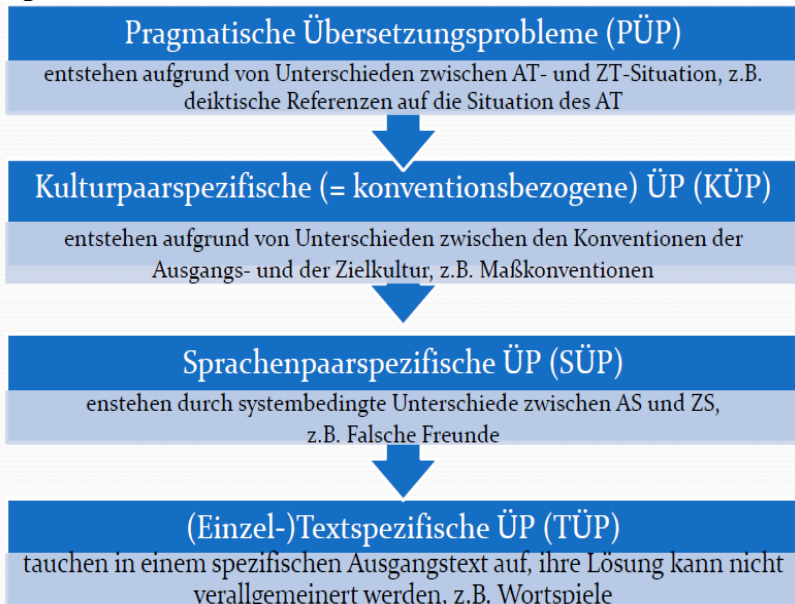 Pragmatische Übersetzungsprobleme (PÜP)
entstehen aufgrund von Unterschieden zwischen AT- und ZT-Situation, z.B.
deiktische Referenzen auf die Situation des AT
Kulturpaarspezifische (= konventionsbezogene) ÜP (KÜP)
entstehen aufgrund von Unterschieden zwischen den Konventionen der
Ausgangs- und der Zielkultur, z.B. Maßkonventionen
Sprachenpaarspezifische ÜP (SÜP)
enstehen durch systembedingte Unterschiede zwischen AS und ZS,
z.B. Falsche Freunde
(Einzel-)Textspezifische ÜP (TÜP)
tauchen in einem spezifischen Ausgangstext auf, ihre Lösung kann nicht
verallgemeinert werden, z.B. Wortspiele